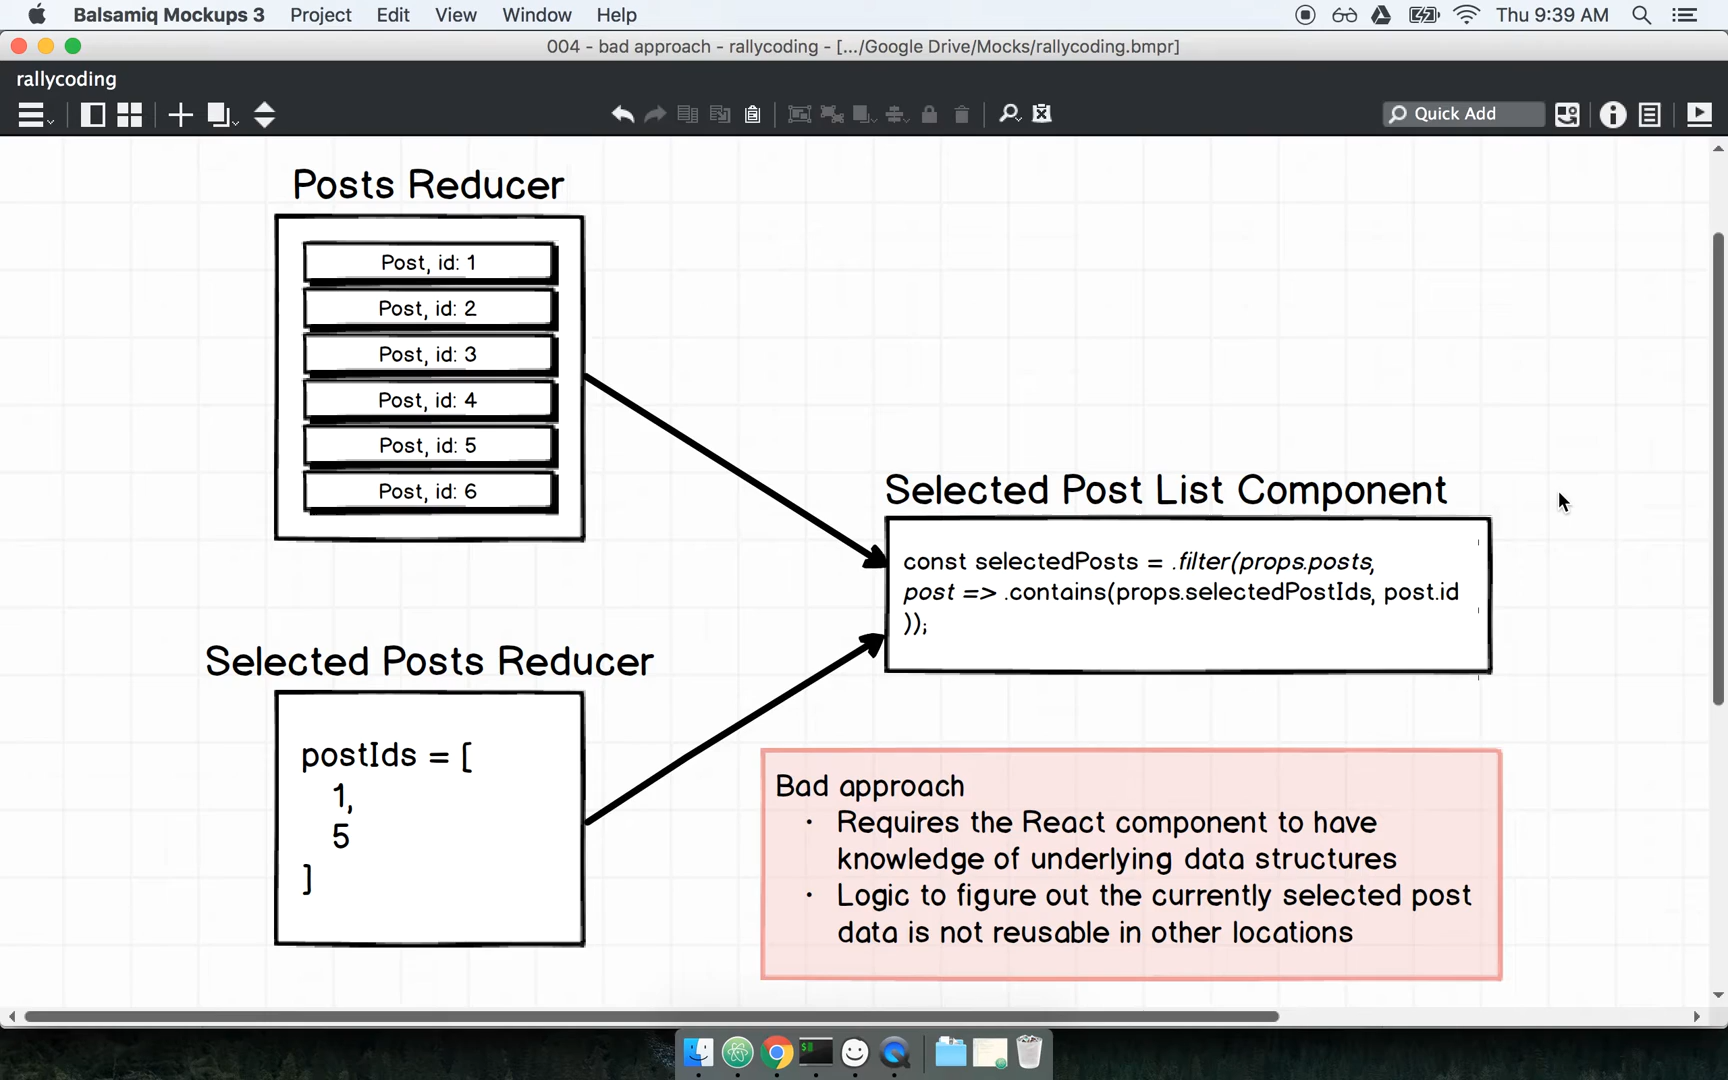 Balsamiq Mockups 3 Project Edit View Window Help Thu 9:39 AM
004 - bad approach - rallycoding - [.../Google Drive/Mocks/rallycoding.bmpr]
rallycoding
Quick Add
Posts Reducer
Post, id: 1
Post, id: 2
Post, id: 3
Post, id: 4
Post, id: 5
Post, id: 6
Selected Post List Component
const selectedPosts = .filter(props.posts,
post => .contains(props.selectedPostIds, post.id
));
Selected Posts Reducer
postIds = [
1,
5
]
Bad approach
· Requires the React component to have
knowledge of underlying data structures
· Logic to figure out the currently selected post
data is not reusable in other locations